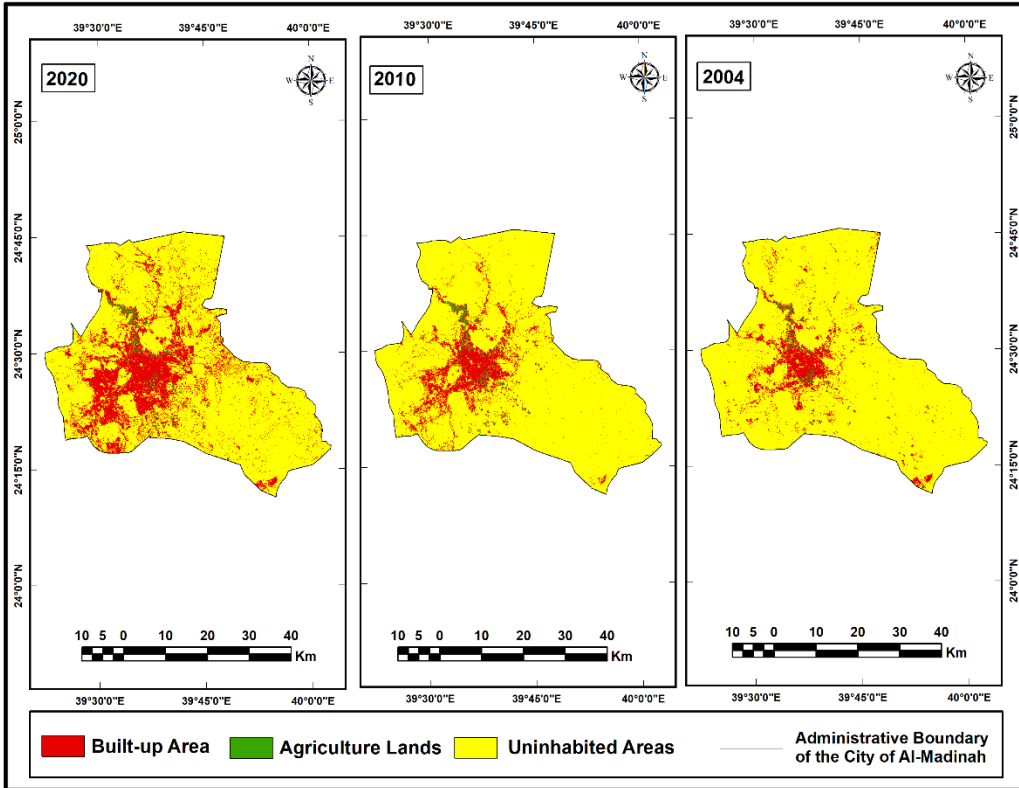 39°30'0"E 39°45'0"E 40°0'0"E
39°30'0"E 39°45'0"E 40°0'0"E
39°30'0"E 39°45'0"E 40°0'0"E
2020
N
W E
S
2010
N
W E
S
2004
N
W E
S
25°0'0"N
24°45'0"N
24°30'0"N
24°15'0"N
24°0'0"N
25°0'0"N
24°45'0"N
24°30'0"N
24°15'0"N
24°0'0"N
10 5 0 10 20 30 40
Km
10 5 0 10 20 30 40
Km
10 5 0 10 20 30 40
Km
39°30'0"E 39°45'0"E 40°0'0"E
39°30'0"E 39°45'0"E 40°0'0"E
39°30'0"E 39°45'0"E 40°0'0"E
Built-up Area
Agriculture Lands
Uninhabited Areas
Administrative Boundary
of the City of Al-Madinah